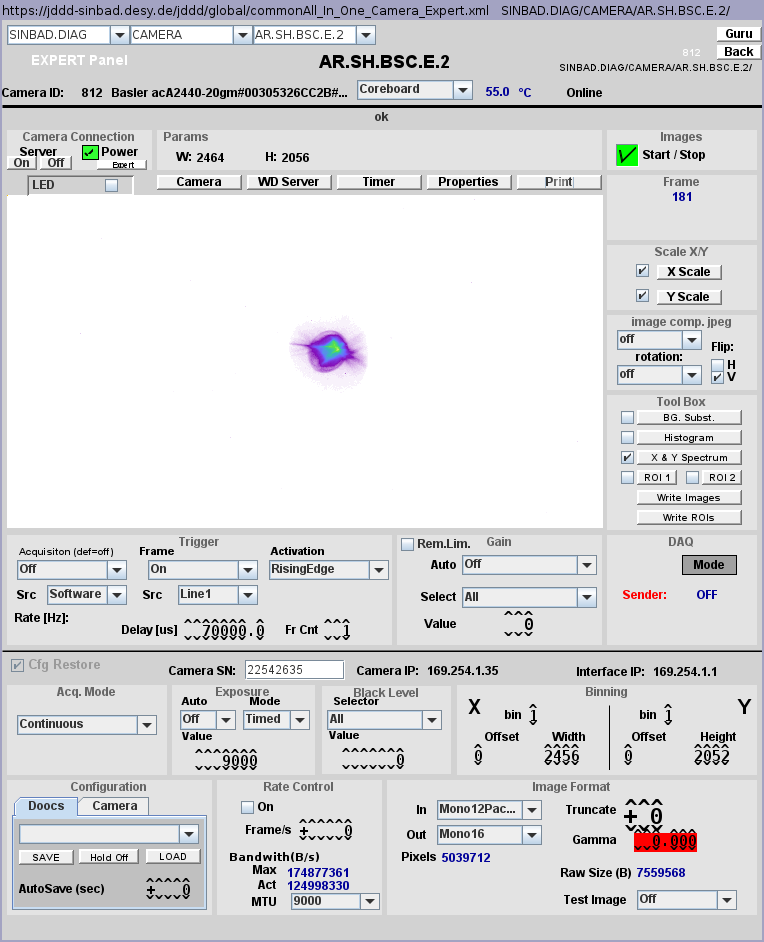 https://jddd-sinbad.desy.de/jddd/global/commonAll_In_One_Camera_Expert.xml SINBAD.DIAG/CAMERA/AR.SH.BSC.E.2/
SINBAD.DIAG CAMERA AR.SH.BSC.E.2 Guru
EXPERT Panel AR.SH.BSC.E.2 812 Back
SINBAD.DIAG/CAMERA/AR.SH.BSC.E.2/
Camera ID: 812 Basler acA2440-20gm#00305326CC2B#... Coreboard 55.0 °C Online
ok
Camera Connection Params Images
Server Power W: 2464 H: 2056 Start / Stop
On Off Expert
LED Camera WD Server Timer Properties Print Frame
181
Scale X/Y
X Scale
Y Scale
image comp. jpeg
off Flip:
rotation: H
off V
Tool Box
BG. Subst.
Histogram
X & Y Spectrum
ROI 1 ROI 2
Write Images
Write ROIs
Trigger Rem.Lim. Gain DAQ
Acquisiton (def=off) Frame Activation
Off On RisingEdge Auto Off Mode
Src Software Src Line1 Select All Sender: OFF
Rate [Hz]:
Delay[us] 70000.0 Fr Cnt 1 Value 0
Cfg Restore Camera SN: 22542635 Camera IP: 169.254.1.35 Interface IP: 169.254.1.1
Acq. Mode Exposure Black Level Binning
Auto Mode Selector X Y
Continuous Off Timed All bin 1 bin 1
Value Value Offset Width Offset Height
9000 0 0 2456 0 2052
Configuration Rate Control Image Format
Doocs Camera On In Mono12Pac... Truncate + 0
Frame/s + 0 Out Mono16 Gamma 0.000
SAVE Hold Off LOAD Bandwith(B/s) Pixels 5039712
Max 174877361 Raw Size (B) 7559568
AutoSave (sec) + 0 Act 124998330
MTU 9000 Test Image Off